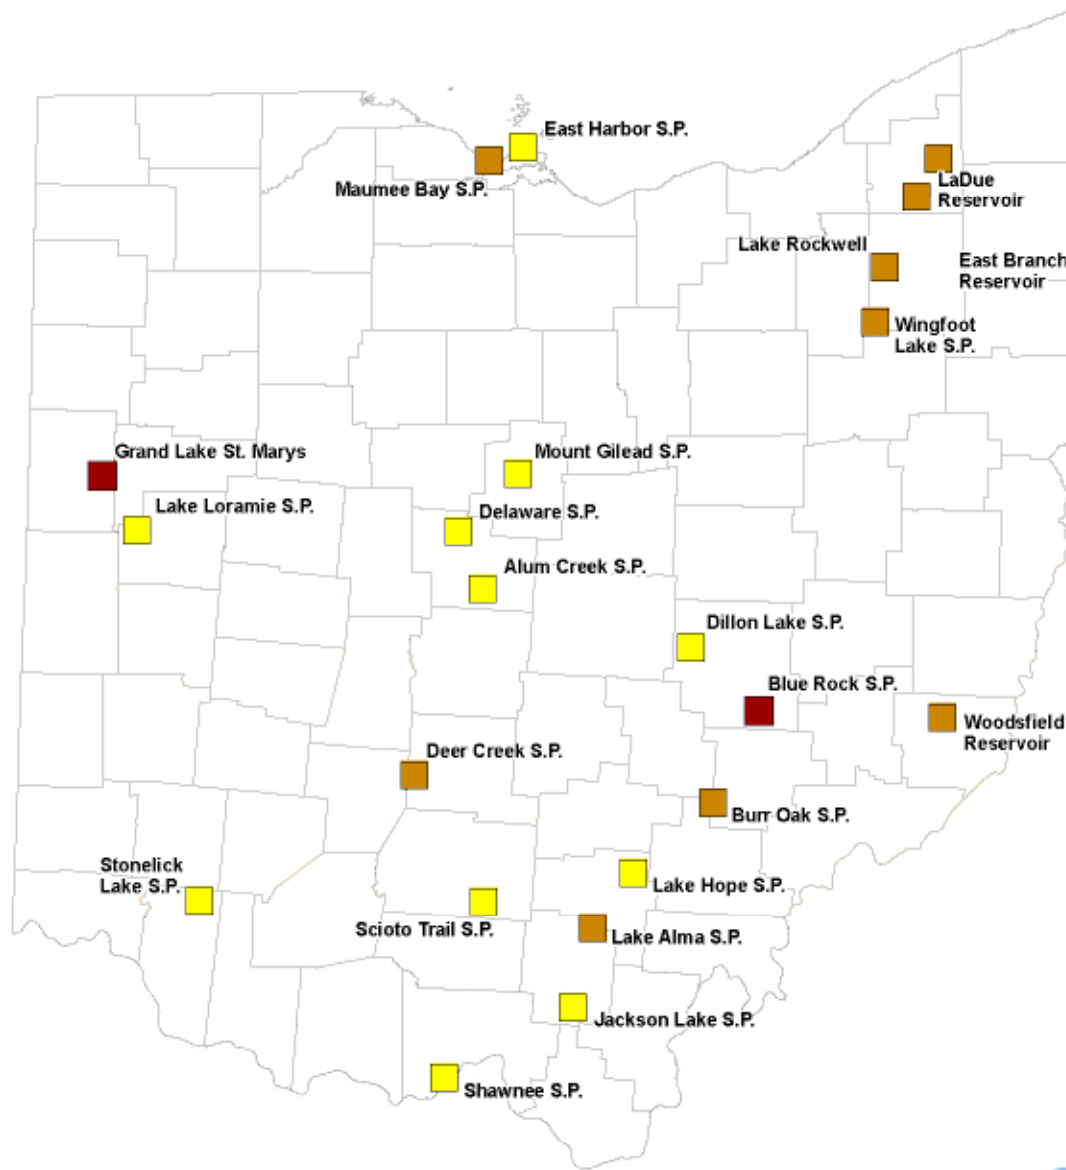 East Harbor S.P.
Maumee Bay S.P.
LaDue
Reservoir
Lake Rockwell
East Branch
Reservoir
Wingfoot
Lake S.P.
Grand Lake St. Marys
Mount Gilead S.P.
Lake Loramie S.P.
Delaware S.P.
Alum Creek S.P.
Dillon Lake S.P.
Blue Rock S.P.
Woodsfield
Reservoir
Deer Creek S.P.
Burr Oak S.P.
Stonelick
Lake S.P.
Lake Hope S.P.
Scioto Trail S.P.
Lake Alma S.P.
Jackson Lake S.P.
Shawnee S.P.